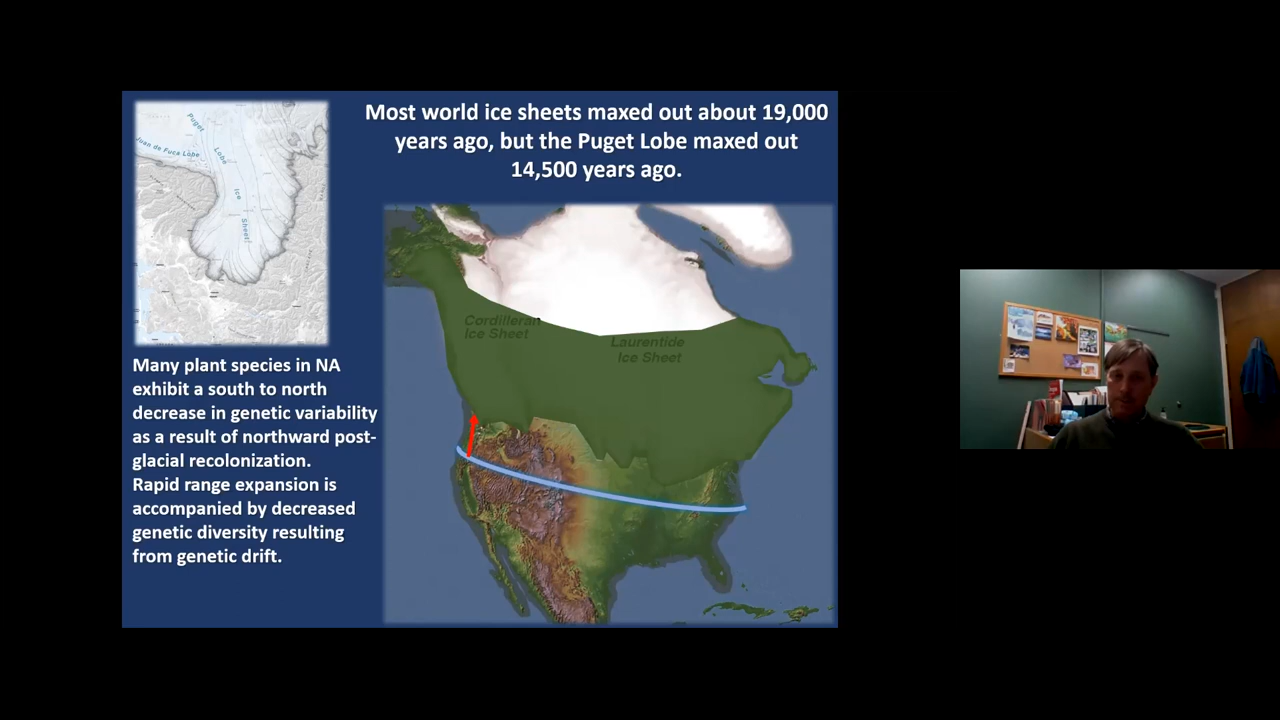 Most world ice sheets maxed out about 19,000
years ago, but the Puget Lobe maxed out
14,500 years ago.
Puget
Lobe
Ice
Sheet
Juan de Fuca Lobe
Many plant species in NA
exhibit a south to north
decrease in genetic variability
as a result of northward post-
glacial recolonization.
Rapid range expansion is
accompanied by decreased
genetic diversity resulting
from genetic drift.
Cordilleran
Ice Sheet
Laurentide
Ice Sheet